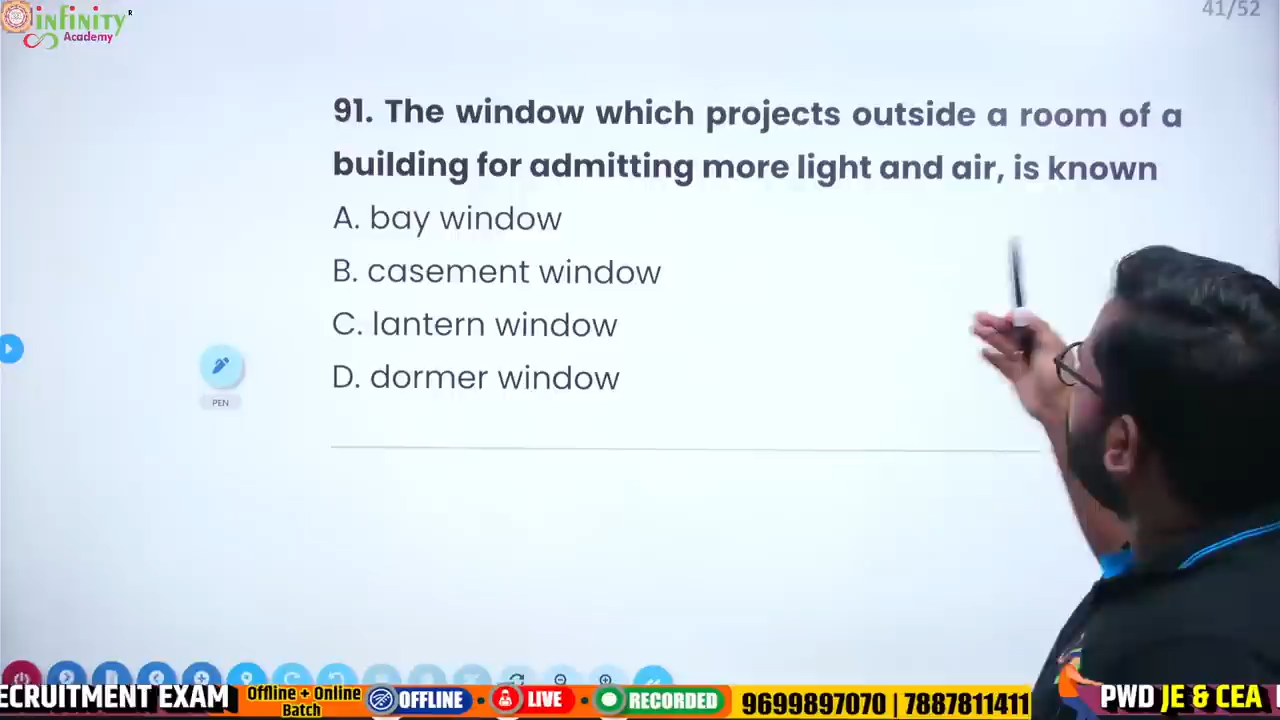 infinity
Academy
41/52
91. The window which projects outside a room of a
building for admitting more light and air, is known
A. bay window
B. casement window
C. lantern window
D. dormer window
PEN
ECRUITMENT EXAM
Offline + Online
Batch
OFFLINE
LIVE
RECORDED
9699897070 | 7887811411
PWD JE & CEA